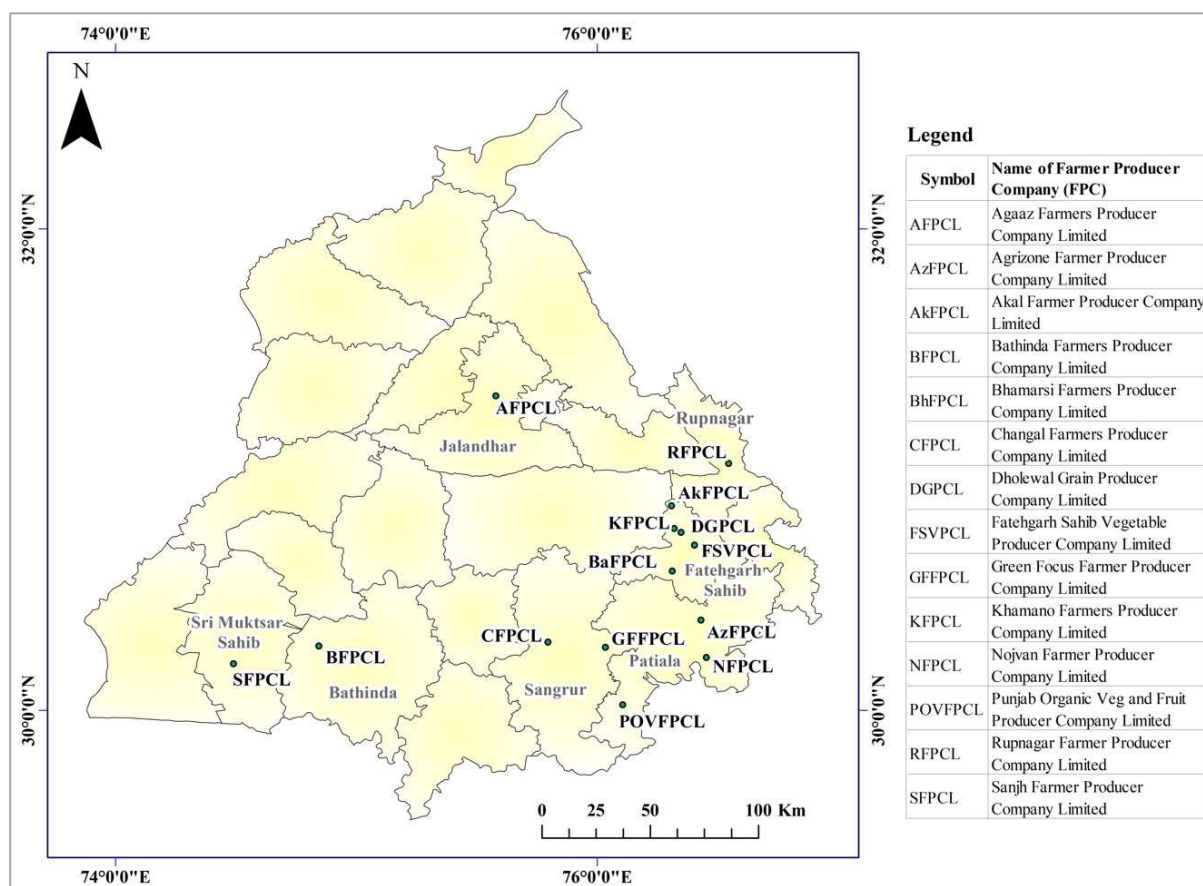 74°0'0"E 76°0'0"E
N
32°0'0"N 32°0'0"N
AFPCL
Jalandhar
Rupnagar
RFPCL
AkFPCL
KFPCL DGPCL
FSVPCL
BaFPCL
Fatehgarh
Sahib
Sri Muktsar
Sahib
SFPCL
BFPCL
Bathinda
CFPCL
Sangrur
GFFPCL
Patiala
AzFPCL
NFPCL
POVFPCL
30°0'0"N 30°0'0"N
0 25 50 100 Km
74°0'0"E 76°0'0"E
Legend
Symbol Name of Farmer Producer
Company (FPC)
AFPCL Agaaz Farmers Producer
Company Limited
AzFPCL Agrizone Farmer Producer
Company Limited
AkFPCL Akal Farmer Producer Company
Limited
BFPCL Bathinda Farmers Producer
Company Limited
BhFPCL Bhamarsi Farmers Producer
Company Limited
CFPCL Changal Farmers Producer
Company Limited
DGPCL Dholewal Grain Producer
Company Limited
FSVPCL Fatehgarh Sahib Vegetable
Producer Company Limited
GFFPCL Green Focus Farmer Producer
Company Limited
KFPCL Khamano Farmers Producer
Company Limited
NFPCL Nojvan Farmer Producer
Company Limited
POVFPCL Punjab Organic Veg and Fruit
Producer Company Limited
RFPCL Rupnagar Farmer Producer
Company Limited
SFPCL Sanjh Farmer Producer
Company Limited